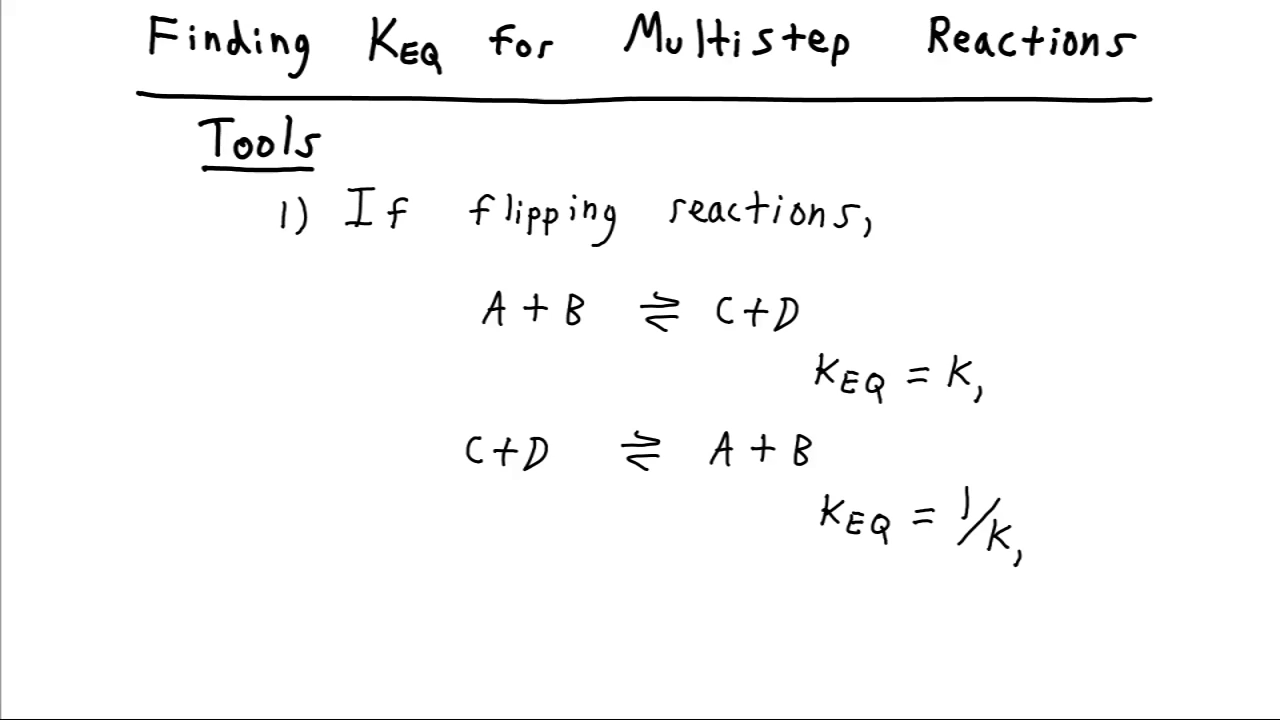 Finding KEQ for Multistep Reactions
Tools
1) If flipping reactions,
A + B ⇌ C + D
KEQ = K1
C + D ⇌ A + B
KEQ = 1/K1